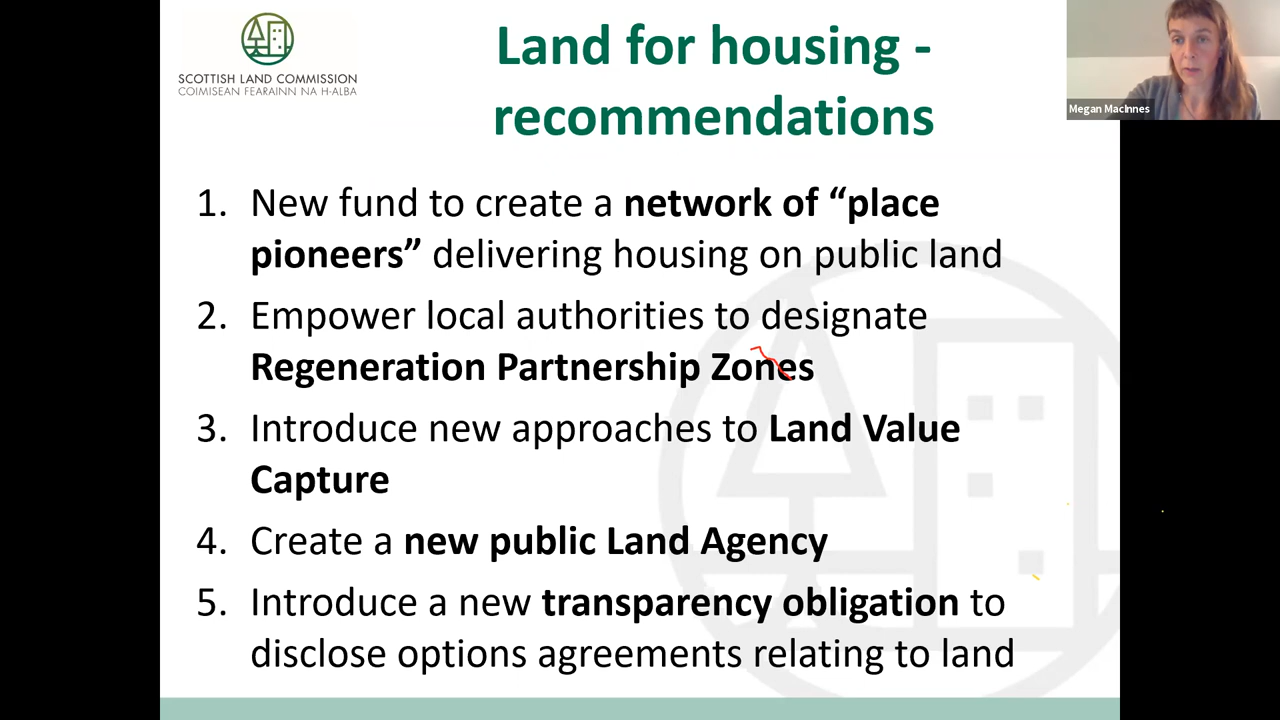 SCOTTISH LAND COMMISSION
COIMISEAN FEARAINN NA H-ALBA
Land for housing -
recommendations
Megan MacInnes
1. New fund to create a network of “place
pioneers” delivering housing on public land
2. Empower local authorities to designate
Regeneration Partnership Zones
3. Introduce new approaches to Land Value
Capture
4. Create a new public Land Agency
5. Introduce a new transparency obligation to
disclose options agreements relating to land